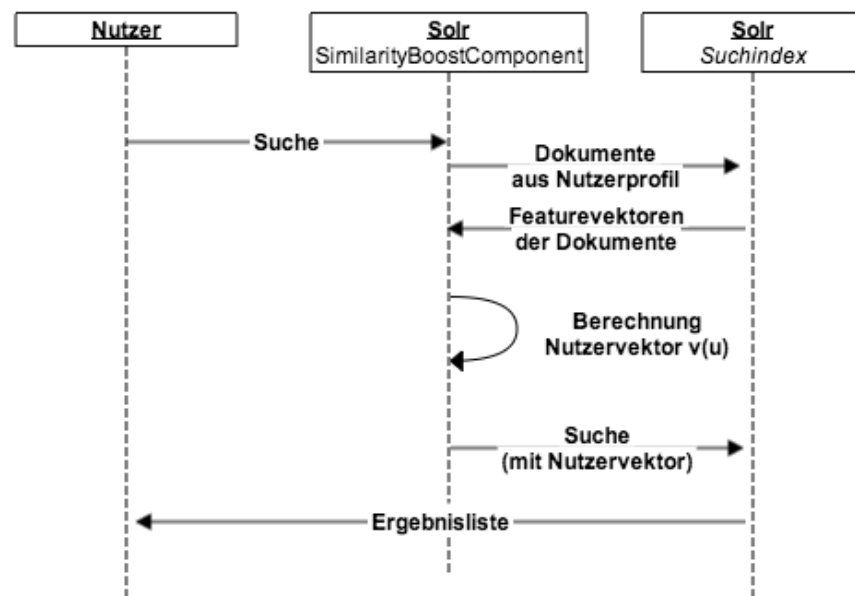 Nutzer
Solr
SimilarityBoostComponent
Solr
Suchindex
Suche
Dokumente
aus Nutzerprofil
Featurevektoren
der Dokumente
Berechnung
Nutzervektor v(u)
Suche
(mit Nutzervektor)
Ergebnisliste